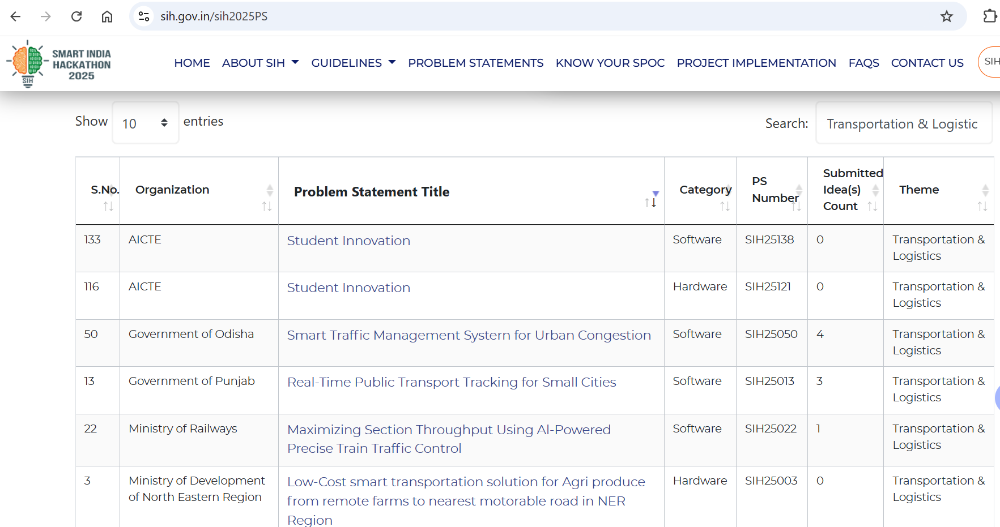 sih.gov.in/sih2025PS
SMART INDIA
HACKATHON
2025
SIH
HOME ABOUT SIH GUIDELINES PROBLEM STATEMENTS KNOW YOUR SPOC PROJECT IMPLEMENTATION FAQS CONTACT US SIH
Show 10 entries
Search: Transportation & Logistic
S.No. Organization Problem Statement Title Category PS Number Submitted Idea(s) Count Theme
133 AICTE Student Innovation Software SIH25138 0 Transportation &
Logistics
116 AICTE Student Innovation Hardware SIH25121 0 Transportation &
Logistics
50 Government of Odisha Smart Traffic Management System for Urban Congestion Software SIH25050 4 Transportation &
Logistics
13 Government of Punjab Real-Time Public Transport Tracking for Small Cities Software SIH25013 3 Transportation &
Logistics
22 Ministry of Railways Maximizing Section Throughput Using Al-Powered Software SIH25022 1 Transportation &
Precise Train Traffic Control Logistics
3 Ministry of Development Low-Cost smart transportation solution for Agri produce Hardware SIH25003 0 Transportation &
of North Eastern Region from remote farms to nearest motorable road in NER Logistics
Region